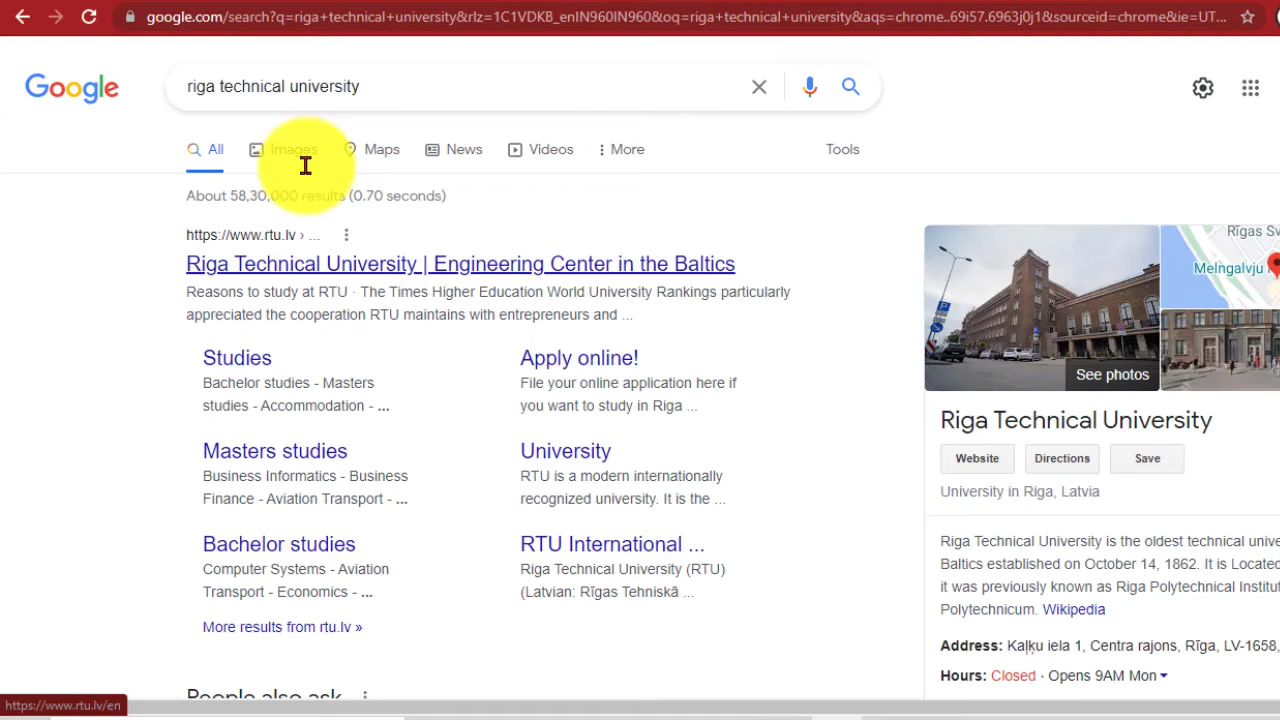 google.com/search?q=riga+technical+university&rlz=1C1VDKB_enIN960IN960&oq=riga+technical+university&aqs=chrome..69i57.6963j0j1&sourceid=chrome&ie=UT...
Google
riga technical university
All
Images
Maps
News
Videos
More
Tools
About 58,30,000 results (0.70 seconds)
https://www.rtu.lv › ...
Riga Technical University | Engineering Center in the Baltics
Reasons to study at RTU · The Times Higher Education World University Rankings particularly
appreciated the cooperation RTU maintains with entrepreneurs and ...
Studies
Bachelor studies - Masters
studies - Accommodation - ...
Apply online!
File your online application here if
you want to study in Riga ...
Masters studies
Business Informatics - Business
Finance - Aviation Transport - ...
University
RTU is a modern internationally
recognized university. It is the ...
Bachelor studies
Computer Systems - Aviation
Transport - Economics - ...
RTU International ...
Riga Technical University (RTU)
(Latvian: Rīgas Tehniskā ...
More results from rtu.lv »
People also ask
Rīgas Sv
Melngalvju
See photos
Riga Technical University
Website
Directions
Save
University in Riga, Latvia
Riga Technical University is the oldest technical unive
Baltics established on October 14, 1862. It is Located
it was previously known as Riga Polytechnical Institu
Polytechnicum. Wikipedia
Address: Kaļķu iela 1, Centra rajons, Rīga, LV-1658,
Hours: Closed · Opens 9AM Mon
https://www.rtu.lv/en